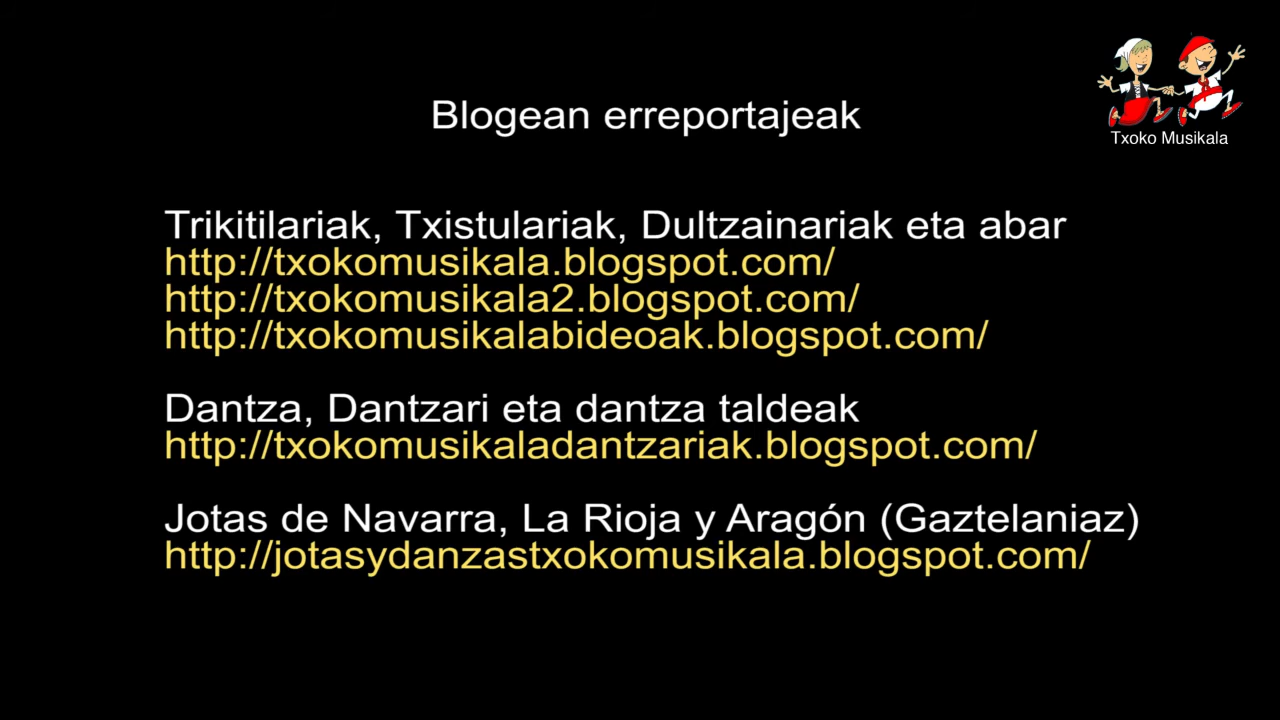 Txoko Musikala
Blogean erreportajeak
Trikitilariak, Txistulariak, Dultzainariak eta abar
http://txokomusikala.blogspot.com/
http://txokomusikala2.blogspot.com/
http://txokomusikalabideoak.blogspot.com/
Dantza, Dantzari eta dantza taldeak
http://txokomusikaladantzariak.blogspot.com/
Jotas de Navarra, La Rioja y Aragón (Gaztelaniaz)
http://jotasydanzastxokomusikala.blogspot.com/